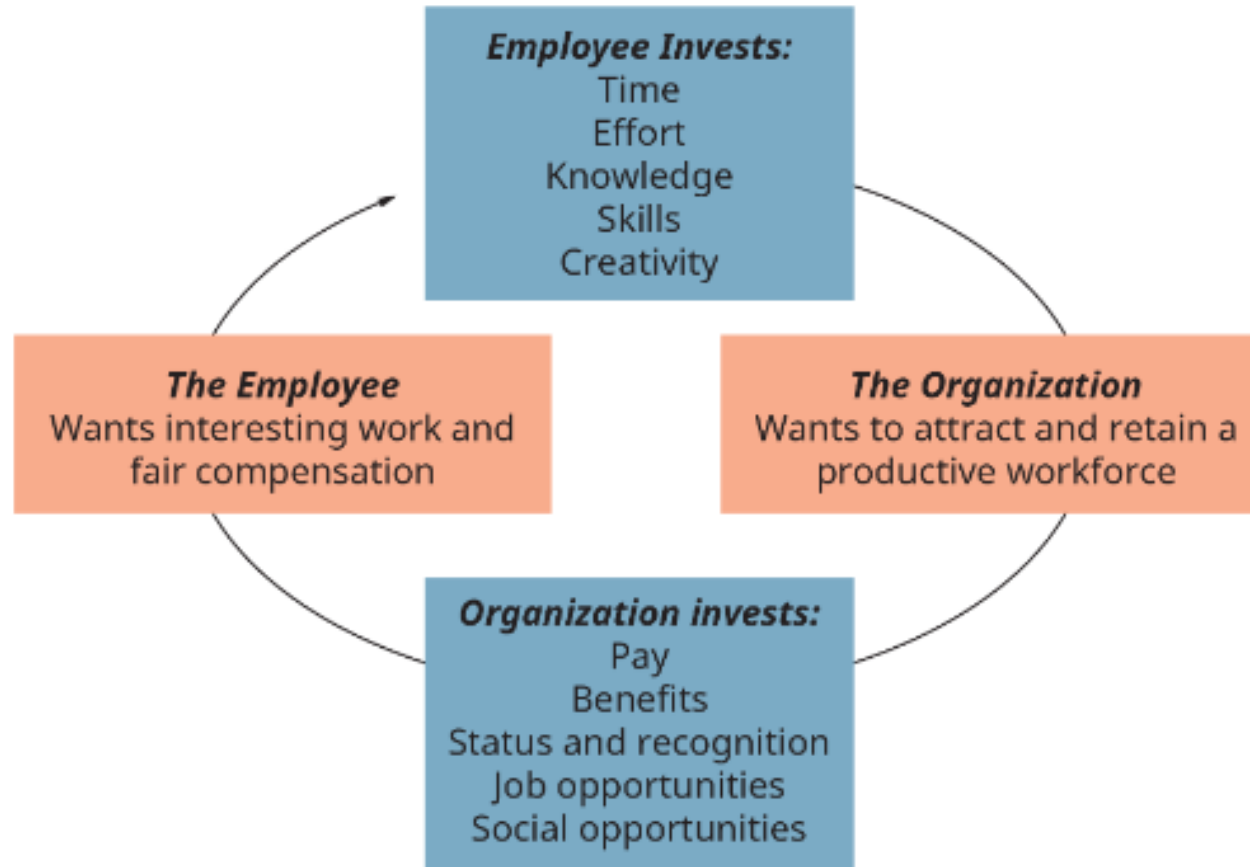 Employee Invests:
Time
Effort
Knowledge
Skills
Creativity
The Employee
Wants interesting work and
fair compensation
The Organization
Wants to attract and retain a
productive workforce
Organization invests:
Pay
Benefits
Status and recognition
Job opportunities
Social opportunities